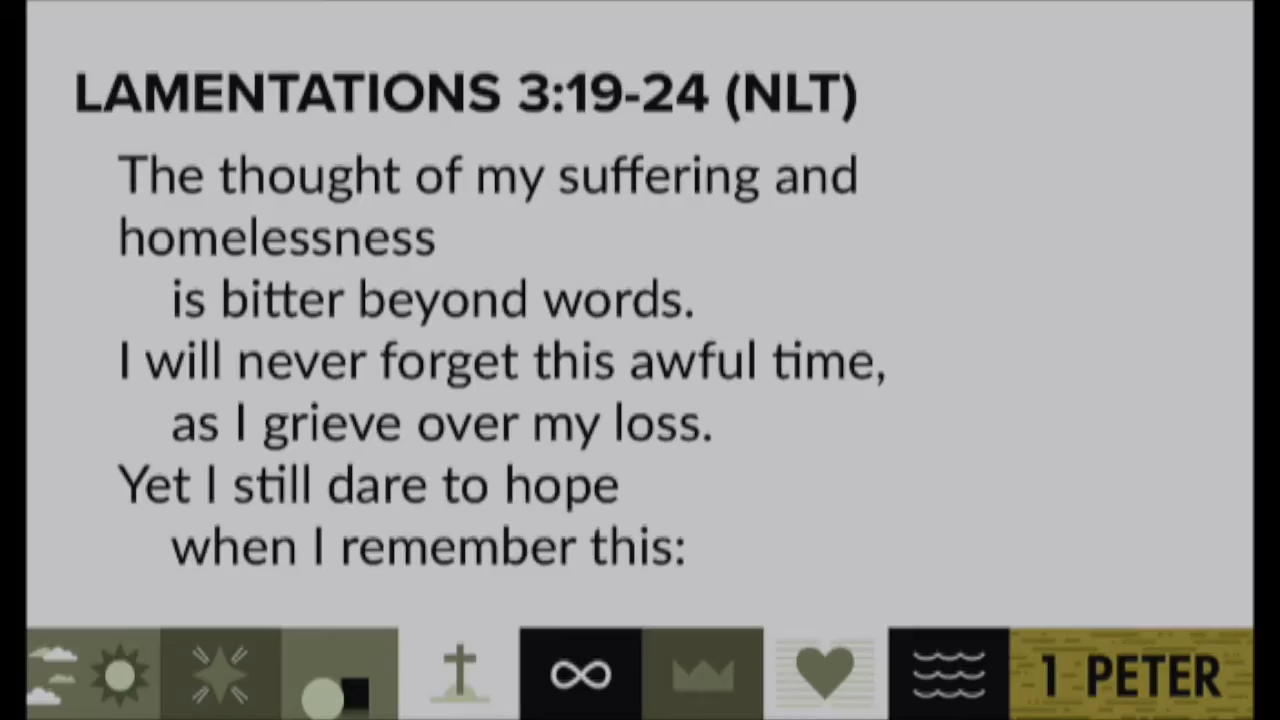 LAMENTATIONS 3:19-24 (NLT)
The thought of my suffering and
homelessness
is bitter beyond words.
I will never forget this awful time,
as I grieve over my loss.
Yet I still dare to hope
when I remember this:
1 PETER